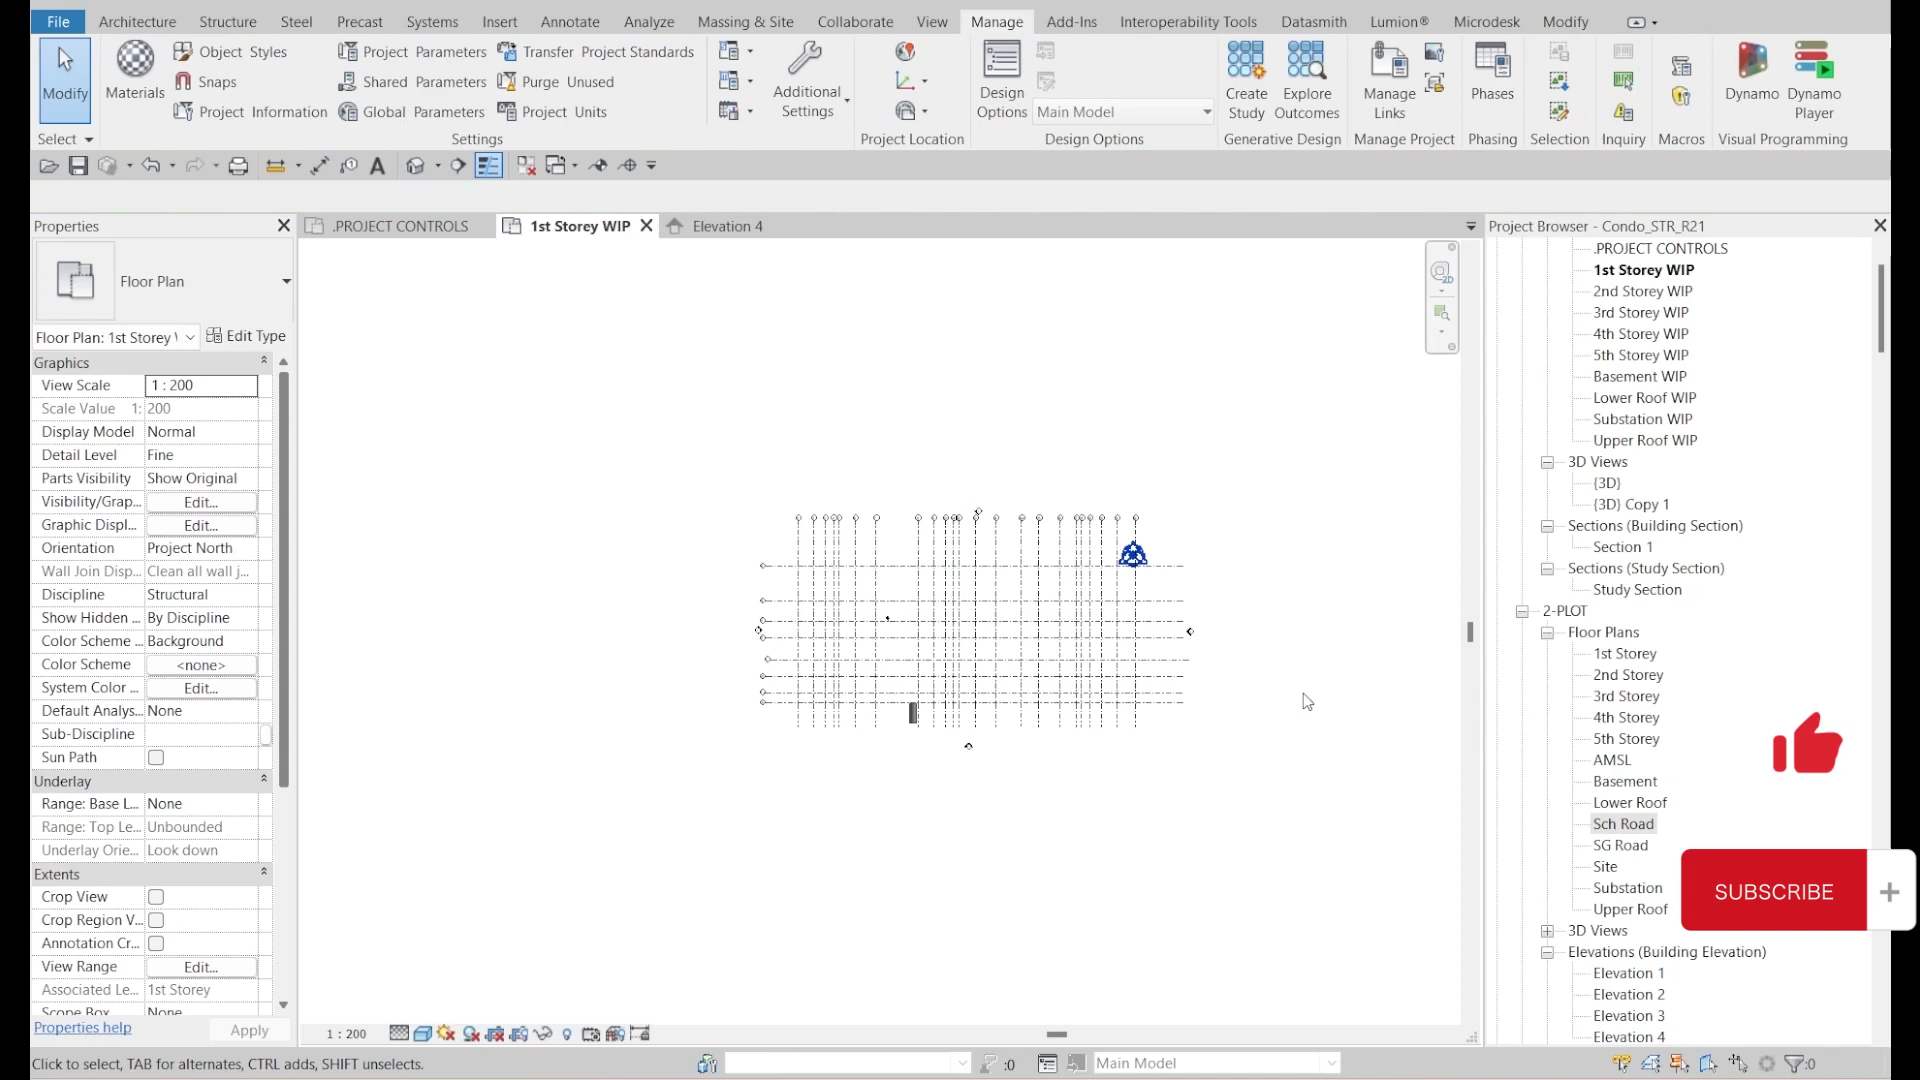 File Architecture Structure Steel Precast Systems Insert Annotate Analyze Massing & Site Collaborate View Manage Add-Ins Interoperability Tools Datasmith Lumion® Microdesk Modify
Modify
Select
Materials
Object Styles
Snaps
Project Information
Project Parameters
Shared Parameters
Global Parameters
Transfer Project Standards
Purge Unused
Project Units
Additional
Settings
Settings
Project Location
Design
Options
Main Model
Design Options
Create
Study
Explore
Outcomes
Generative Design
Manage
Links
Manage Project
Phases
Phasing
Selection
Inquiry
Macros
Dynamo
Dynamo
Player
Visual Programming
Properties
Floor Plan
Floor Plan: 1st Storey
Edit Type
Graphics
View Scale 1 : 200
Scale Value 1: 200
Display Model Normal
Detail Level Fine
Parts Visibility Show Original
Visibility/Grap... Edit...
Graphic Displ... Edit...
Orientation Project North
Wall Join Disp... Clean all wall j...
Discipline Structural
Show Hidden By Discipline
Color Scheme ... Background
Color Scheme <none>
System Color ... Edit...
Default Analys... None
Sub-Discipline
Sun Path
Underlay
Range: Base L... None
Range: Top Le... Unbounded
Underlay Orie... Look down
Extents
Crop View
Crop Region V...
Annotation Cr...
View Range Edit...
Associated Le... 1st Storey
Scope Box None
Properties help Apply
.PROJECT CONTROLS 1st Storey WIP Elevation 4
2D
1 : 200
Project Browser - Condo_STR_R21
.PROJECT CONTROLS
1st Storey WIP
2nd Storey WIP
3rd Storey WIP
4th Storey WIP
5th Storey WIP
Basement WIP
Lower Roof WIP
Substation WIP
Upper Roof WIP
3D Views
{3D}
{3D} Copy 1
Sections (Building Section)
Section 1
Sections (Study Section)
Study Section
2-PLOT
Floor Plans
1st Storey
2nd Storey
3rd Storey
4th Storey
5th Storey
AMSL
Basement
Lower Roof
Sch Road
SG Road
Site
Substation
Upper Roof
3D Views
Elevations (Building Elevation)
Elevation 1
Elevation 2
Elevation 3
Elevation 4
SUBSCRIBE +
Click to select, TAB for alternates, CTRL adds, SHIFT unselects.
:0
Main Model
:0